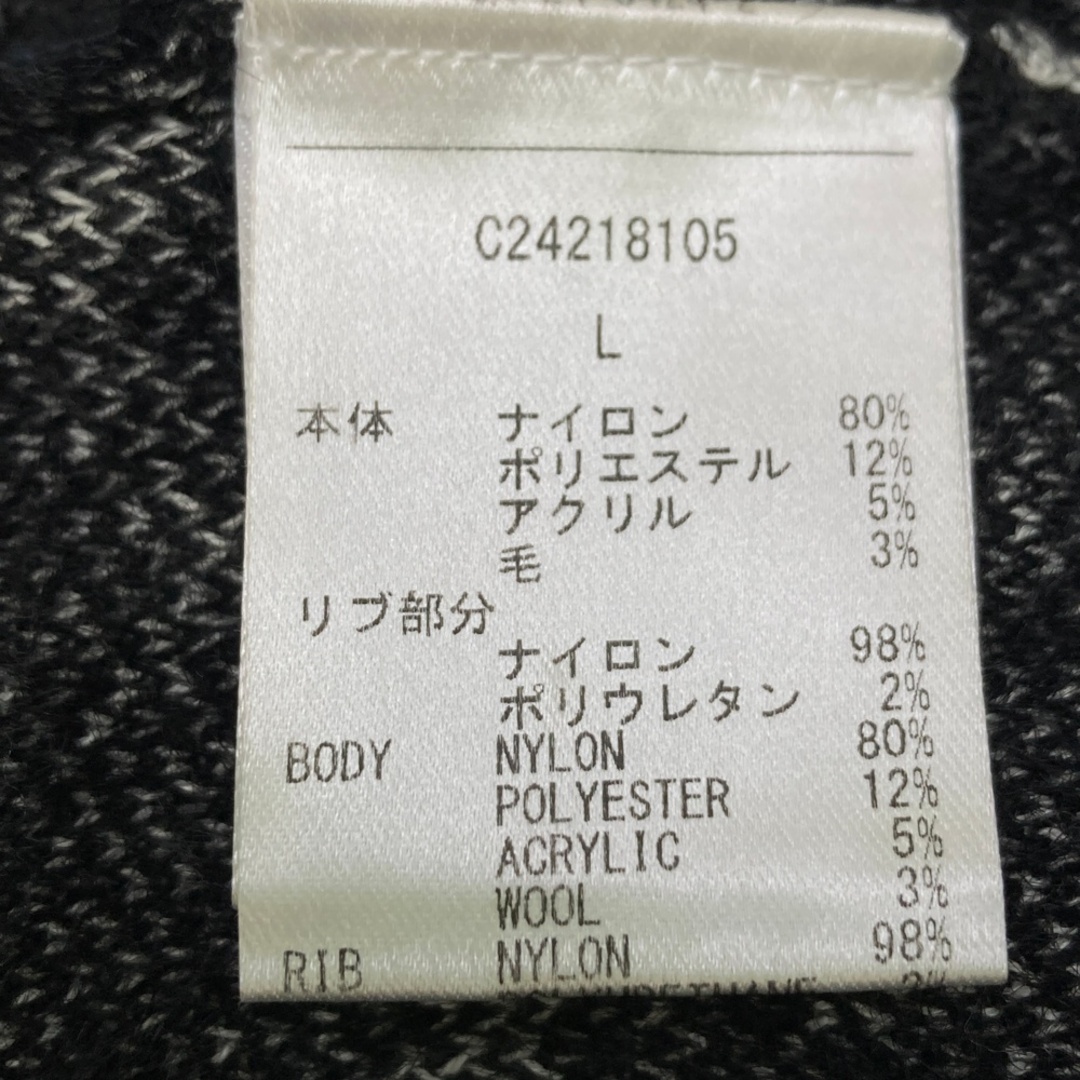 C24218105
L
本体 ナイロン 80%
ポリエステル 12%
アクリル 5%
毛 3%
リブ部分
ナイロン 98%
ポリウレタン 2%
BODY NYLON 80%
POLYESTER 12%
ACRYLIC 5%
WOOL 3%
RIB NYLON 98%